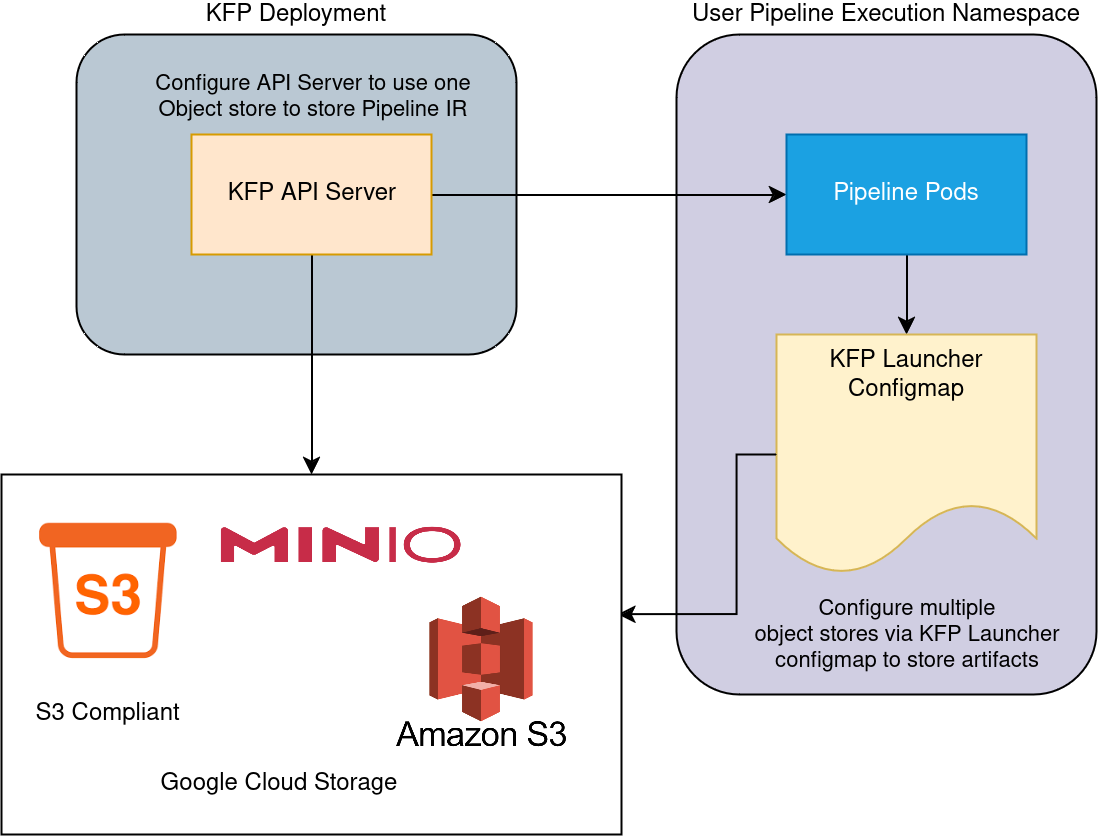 KFP Deployment
User Pipeline Execution Namespace
Configure API Server to use one
Object store to store Pipeline IR
KFP API Server
Pipeline Pods
KFP Launcher
Configmap
Configure multiple
object stores via KFP Launcher
configmap to store artifacts
S3
MINIO
S3 Compliant
Amazon S3
Google Cloud Storage